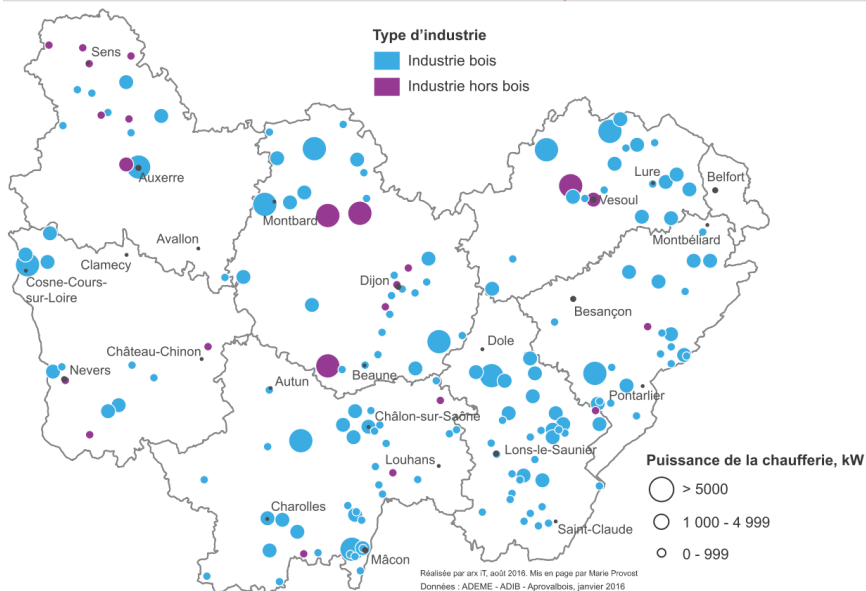 Type d’industrie
Industrie bois
Industrie hors bois
Sens
Auxerre
Montbard
Avallon
Clamecy
Cosne-Cours-
sur-Loire
Château-Chinon
Nevers
Dijon
Beaune
Autun
Lure
Belfort
Vesoul
Montbéliard
Besançon
Dole
Pontarlier
Châlon-sur-Saône
Louhans
Lons-le-Saunier
Charolles
Mâcon
Saint-Claude
Puissance de la chaufferie, kW
> 5000
1 000 - 4 999
0 - 999
Réalisée par arx iT, août 2016. Mis en page par Marie Provost
Données : ADEME - ADIB - Aprovalbois, janvier 2016